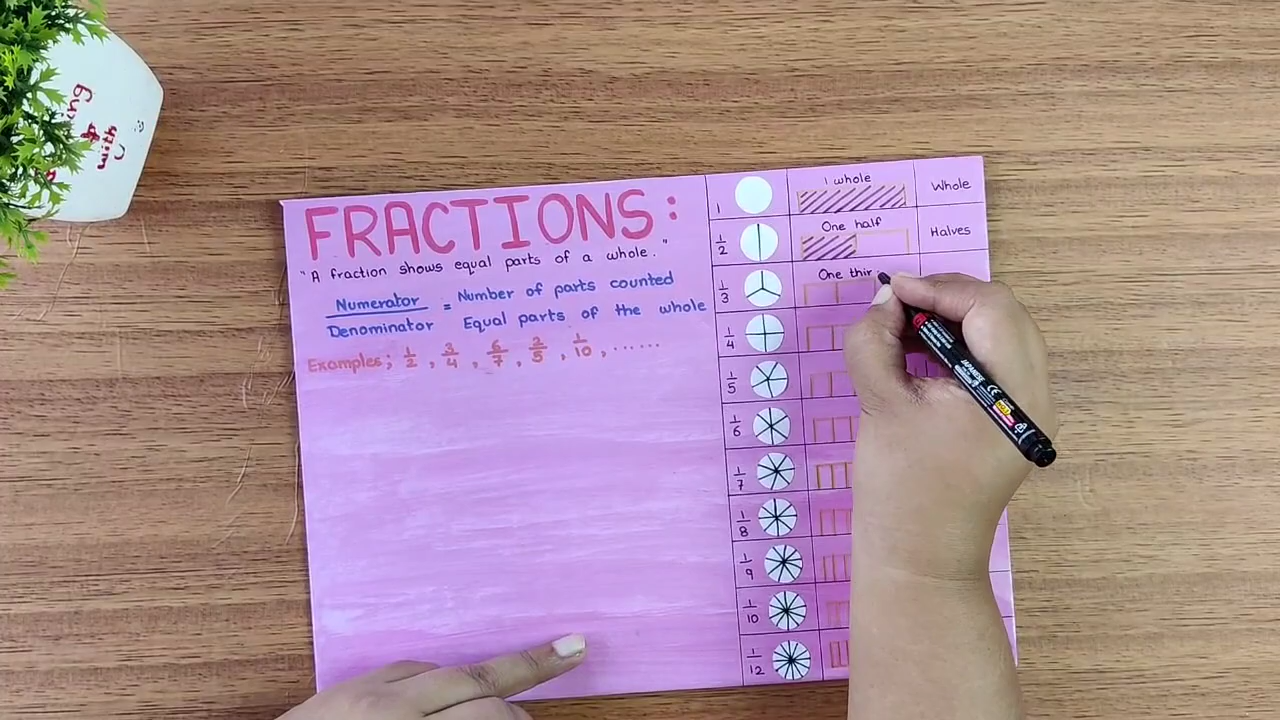 FRACTIONS:
"A fraction shows equal parts of a whole."
Numerator = Number of parts counted
Denominator Equal parts of the whole
Examples; 1/2, 3/4, 6/7, 2/5, 1/10, ......
1
1 whole
Whole
1/2
One half
Halves
1/3
One thir
1/4
1/5
1/6
1/7
1/8
1/9
1/10
1/12
with
JAPANESE